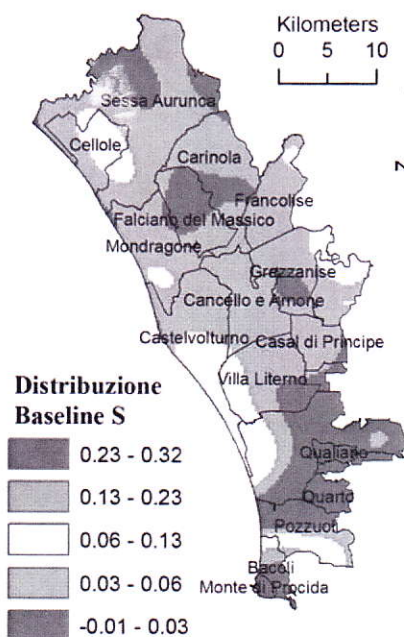 Kilometers
0 5 10
z
Sessa Aurunca
Cellole
Carinola
Francolise
Falciano del Massico
Mondragone
Grezzanise
Cancello e Arnone
Castelvolturno
Casal di Principe
Villa Literno
Distribuzione
Baseline S
0.23 - 0.32
0.13 - 0.23
0.06 - 0.13
0.03 - 0.06
-0.01 - 0.03
Qualiano
Quarto
Pozzuoti
Bacoli
Monte di Procida